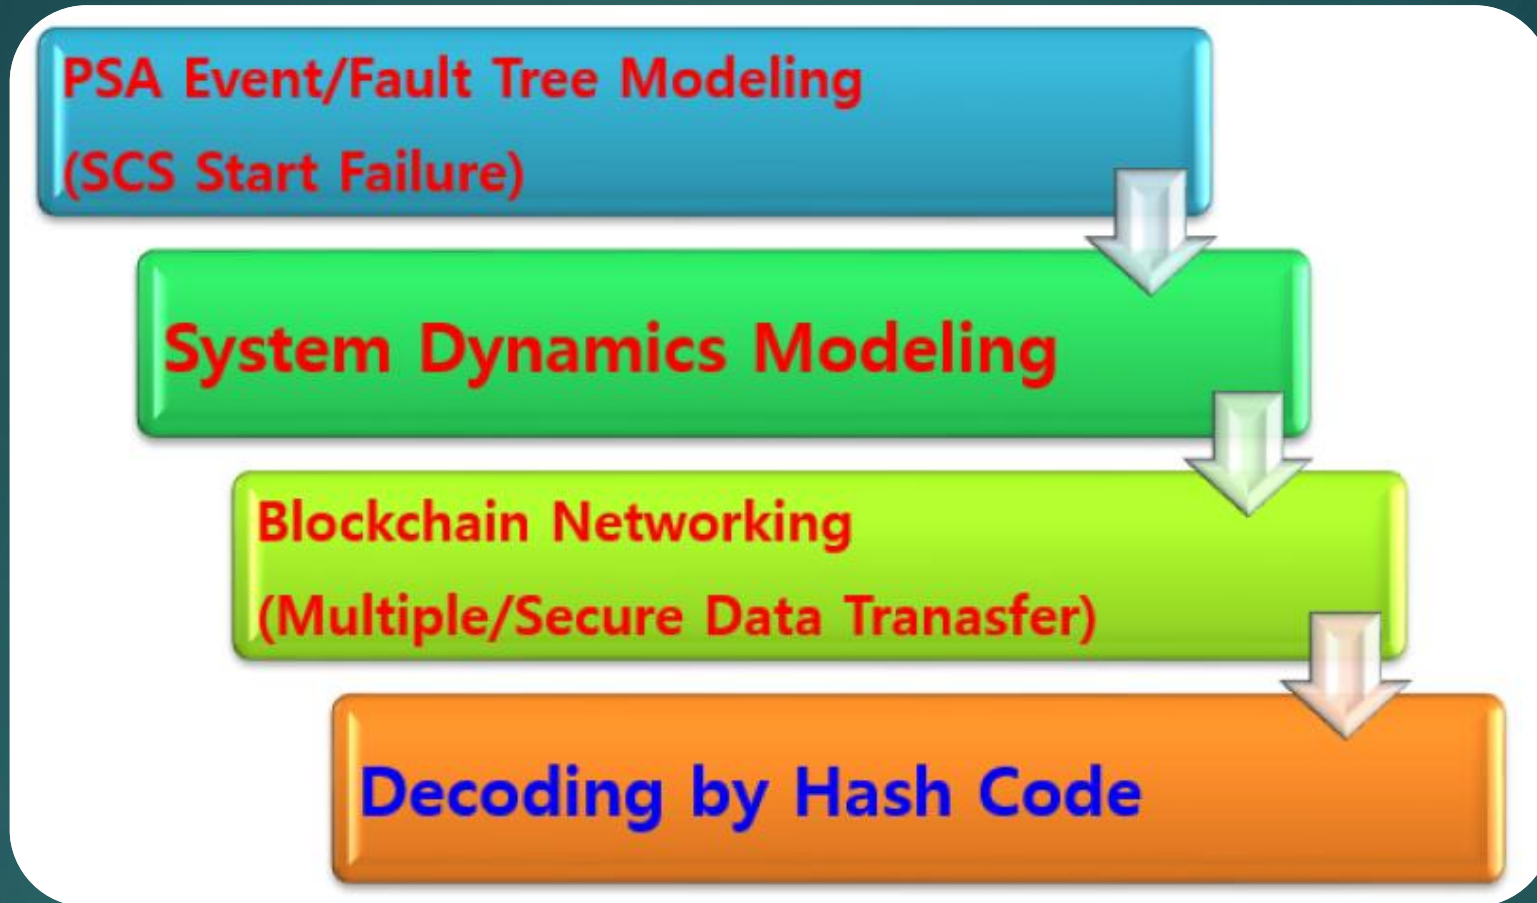 PSA Event/Fault Tree Modeling
(SCS Start Failure)
System Dynamics Modeling
Blockchain Networking
(Multiple/Secure Data Tranasfer)
Decoding by Hash Code